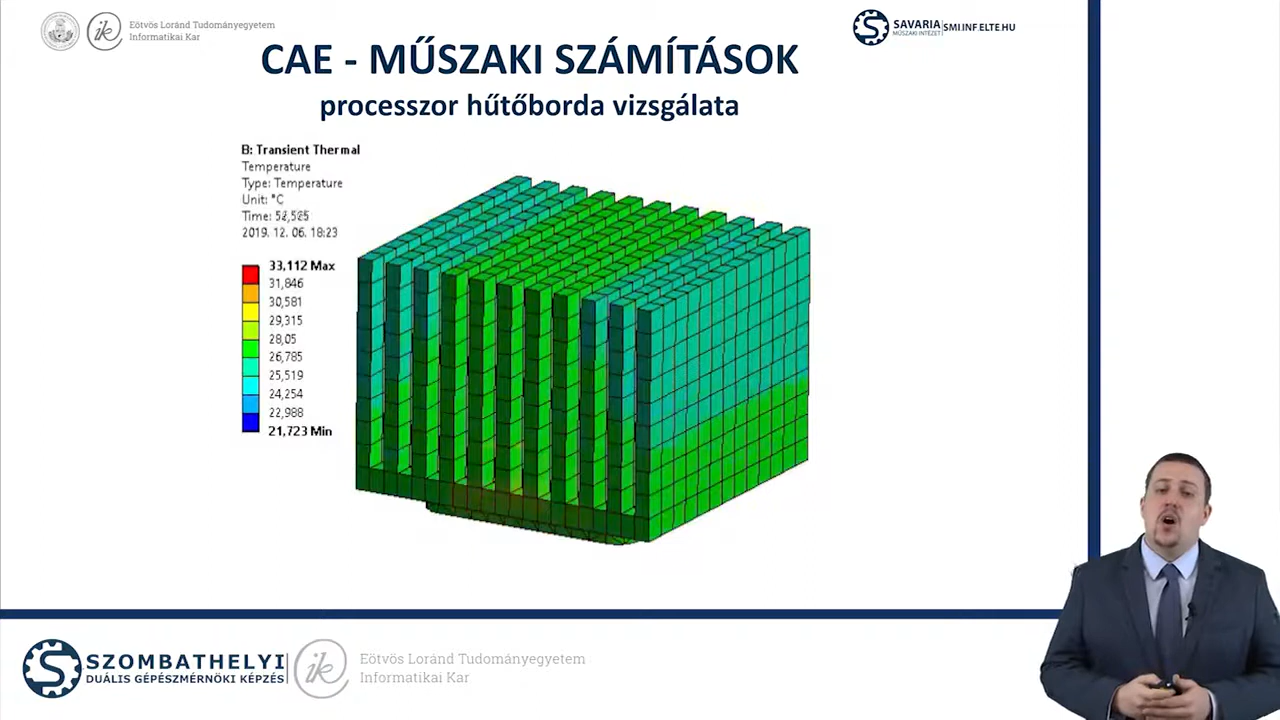 Eötvös Loránd Tudományegyetem
Informatikai Kar
SAVARIA
MŰSZAKI INTÉZET
SMI.INF.ELTE.HU
CAE - MŰSZAKI SZÁMÍTÁSOK
processzor hűtőborda vizsgálata
B: Transient Thermal
Temperature
Type: Temperature
Unit: °C
Time:
2019. 12. 06. 18:23
33,112 Max
31,846
30,581
29,315
28,05
26,785
25,519
24,254
22,988
21,723 Min
SZOMBATHELYI
DUÁLIS GÉPÉSZMÉRNÖKI KÉPZÉS
ik
Eötvös Loránd Tudományegyetem
Informatikai Kar